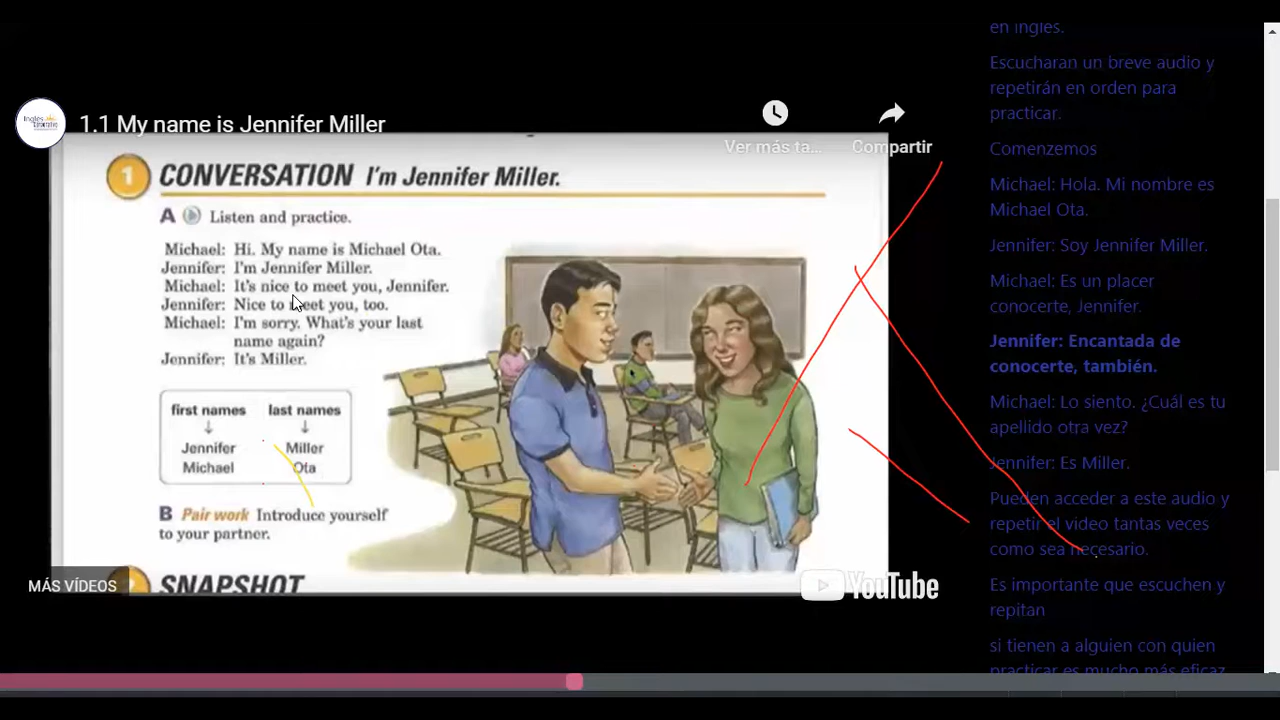 1.1 My name is Jennifer Miller
Ver más ta...
Compartir
1
CONVERSATION I'm Jennifer Miller.
A Listen and practice.
Michael: Hi. My name is Michael Ota.
Jennifer: I'm Jennifer Miller.
Michael: It's nice to meet you, Jennifer.
Jennifer: Nice to meet you, too.
Michael: I'm sorry. What's your last
name again?
Jennifer: It's Miller.
first names last names
Jennifer Miller
Michael Ota
B Pair work Introduce yourself
to your partner.
SNAPSHOT
MÁS VÍDEOS
YouTube
en ingles.
Escucharan un breve audio y
repetirán en orden para
practicar.
Comenzemos
Michael: Hola. Mi nombre es
Michael Ota.
Jennifer: Soy Jennifer Miller.
Michael: Es un placer
conocerte, Jennifer.
Jennifer: Encantada de
conocerte, también.
Michael: Lo siento. ¿Cuál es tu
apellido otra vez?
Jennifer: Es Miller.
Pueden acceder a este audio y
repetir el video tantas veces
como sea necesario.
Es importante que escuchen y
repitan
si tienen a alguien con quien
practicar es mucho más eficaz